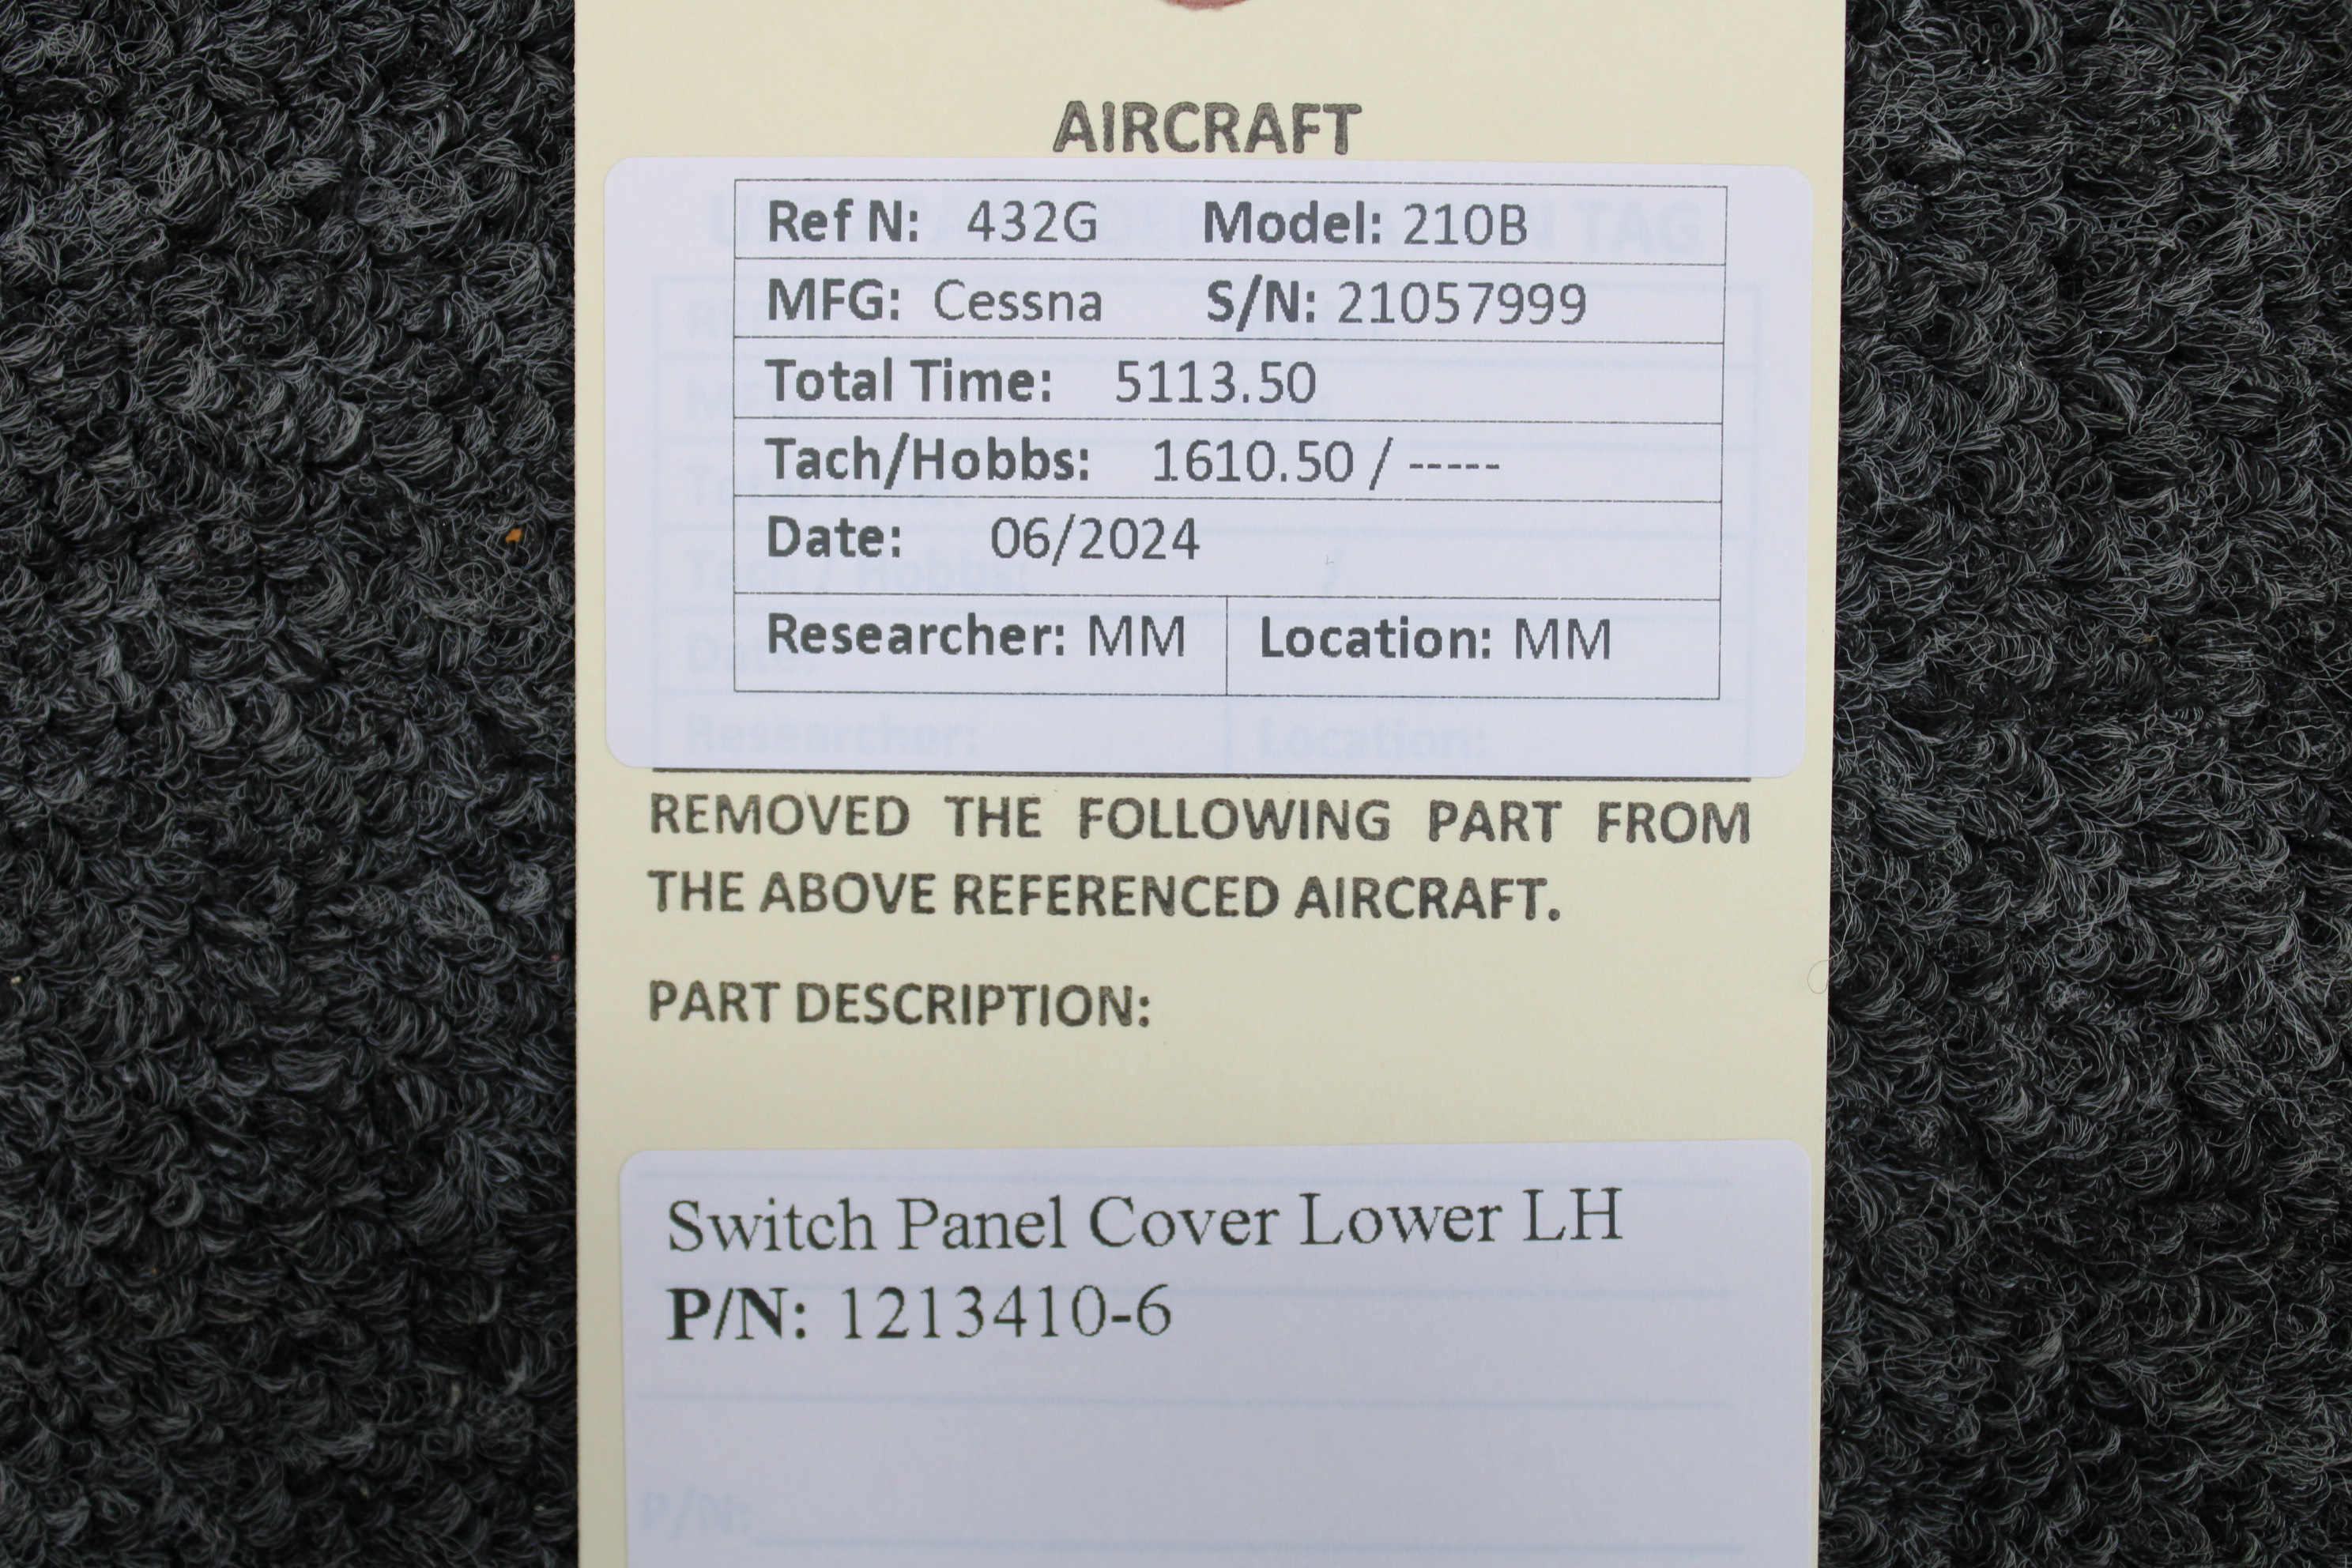 AIRCRAFT
Ref N: 432G Model: 210B
MFG: Cessna S/N: 21057999
Total Time: 5113.50
Tach/Hobbs: 1610.50 / -----
Date: 06/2024
Researcher: MM Location: MM
Researcher: Location:
REMOVED THE FOLLOWING PART FROM
THE ABOVE REFERENCED AIRCRAFT.
PART DESCRIPTION:
Switch Panel Cover Lower LH
P/N: 1213410-6
P/N: